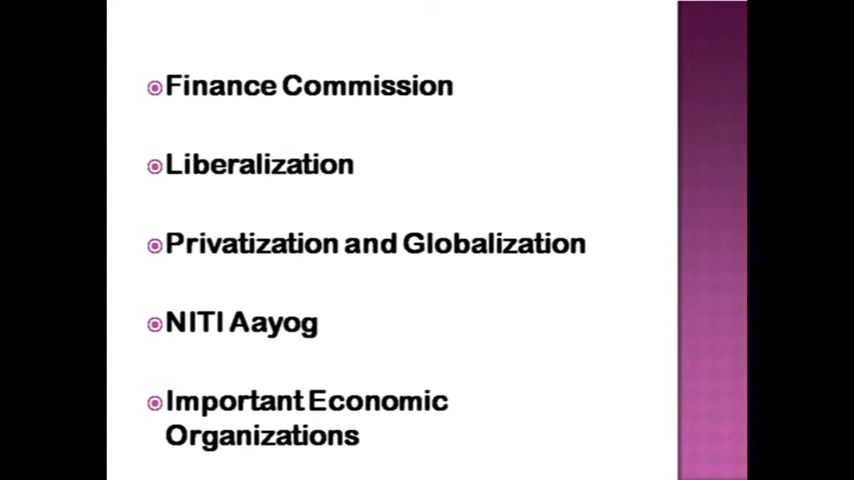 Finance Commission
Liberalization
Privatization and Globalization
NITI Aayog
Important Economic
Organizations